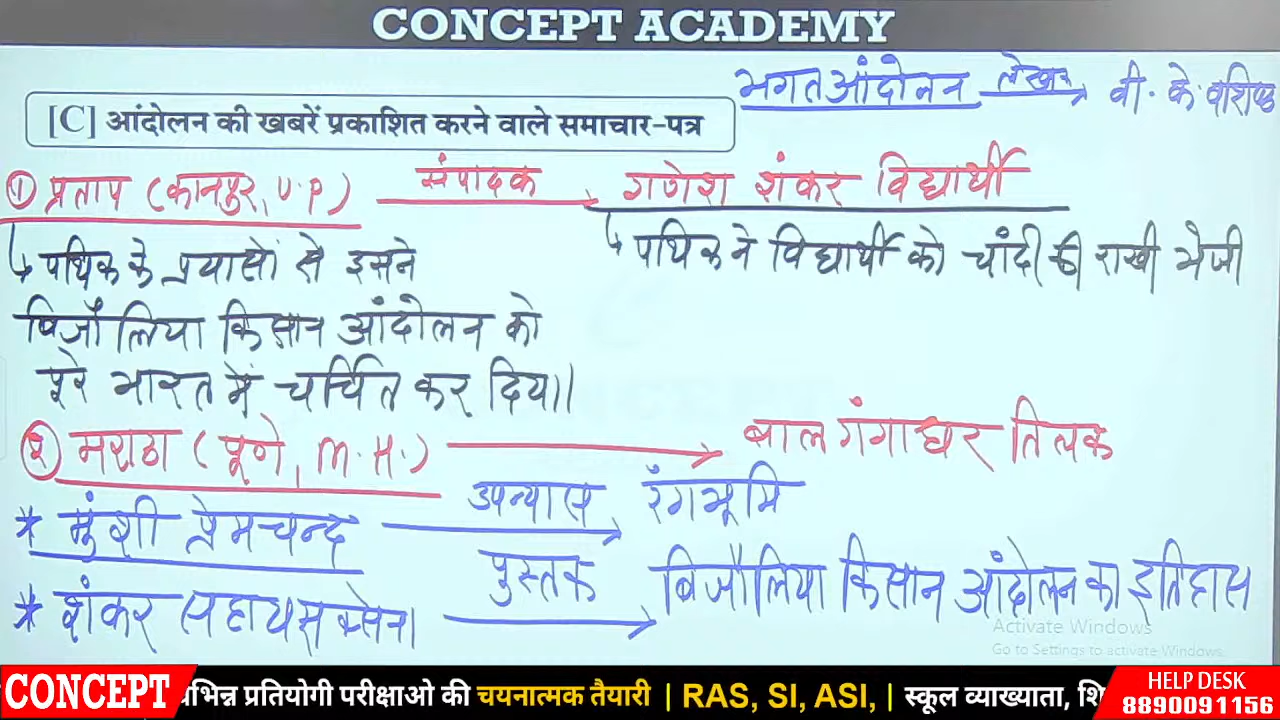 CONCEPT ACADEMY
भगत आंदोलन लेखक वी. के. वशिष्ठ
[C] आंदोलन की खबरें प्रकाशित करने वाले समाचार-पत्र
① प्रताप (कानपुर, U.P) संपादक गणेश शंकर विद्यार्थी
पथिक के प्रयासों से इसने
पथिक ने विद्यार्थी को चांदी की राखी भेजी
बिजौलिया किसान आंदोलन को
पूरे भारत में चर्चित कर दिया।
② मराठा (पूणे, M.H.) बाल गंगाधर तिलक
* मुंशी प्रेमचन्द उपन्यास रंगभूमि
* शंकर सहाय सक्सेना पुस्तक बिजौलिया किसान आंदोलन का इतिहास
Activate Windows
Go to Settings to activate Windows.
CONCEPT भिन्न प्रतियोगी परीक्षाओ की चयनात्मक तैयारी | RAS, SI, ASI, | स्कूल व्याख्याता, शि
HELP DESK
8890091156